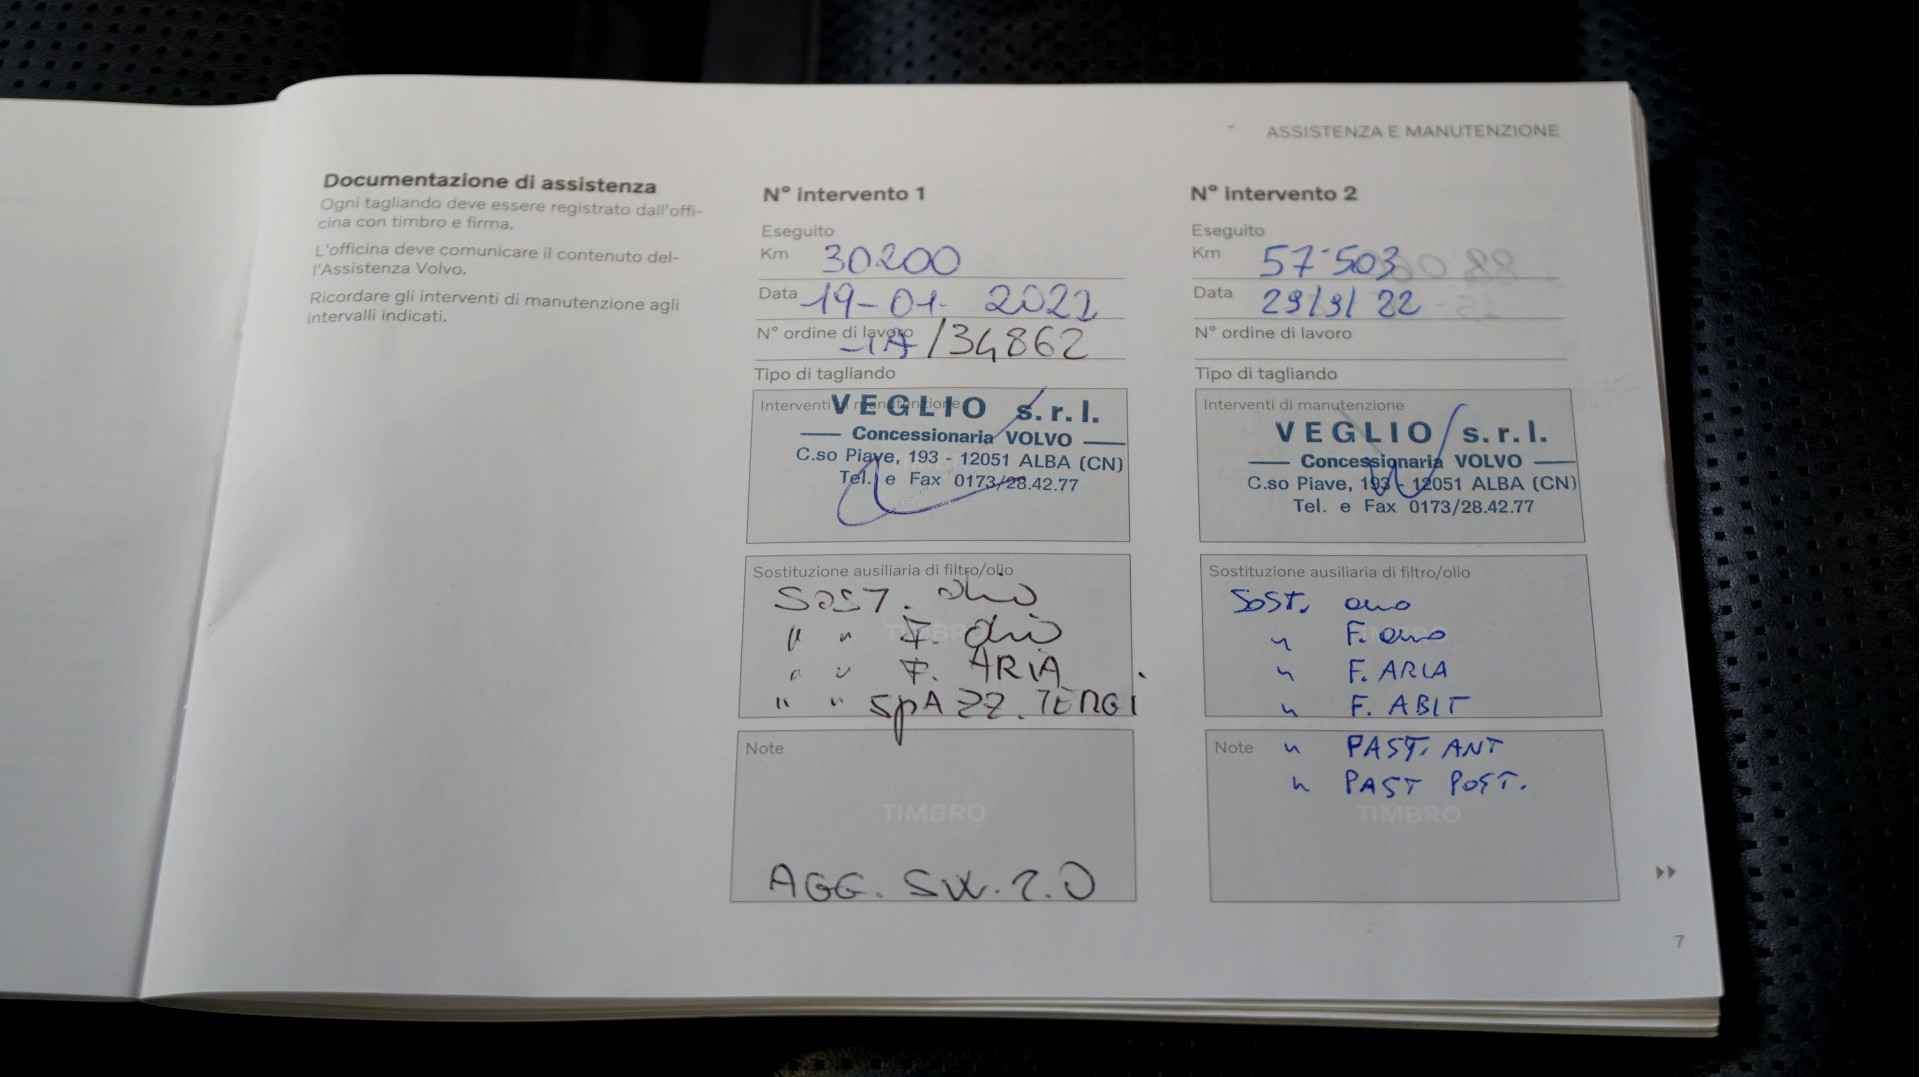 ASSISTENZA E MANUTENZIONE
Documentazione di assistenza
Ogni tagliando deve essere registrato dall'offi-
cina con timbro e firma.
L'officina deve comunicare il contenuto del-
l'Assistenza Volvo.
Ricordare gli interventi di manutenzione agli
intervalli indicati.
N° intervento 1
Eseguito
Km 30200
Data 19-01- 2022
N° ordine di lavoro
/34862
Tipo di tagliando
Interventi di manutenzione
VEGLIO s.r.l.
Concessionaria VOLVO
C.so Piave, 193 - 12051 ALBA (CN)
Tel. e Fax 0173/28.42.77
Sostituzione ausiliaria di filtro/olio
SOST. OLIO
" " F. OLIO
" " F. ARIA
" " SPAZZ. TERGI
Note
TIMBRO
AGG. SW. 2.0
N° intervento 2
Eseguito
Km 57503
Data 29/9/22
N° ordine di lavoro
Tipo di tagliando
Interventi di manutenzione
VEGLIO s.r.l.
Concessionaria VOLVO
C.so Piave, 193 - 12051 ALBA (CN)
Tel. e Fax 0173/28.42.77
Sostituzione ausiliaria di filtro/olio
SOST. OLIO
" F. OLIO
" F. ARIA
" F. ABIT
Note " PAST. ANT
" PAST POST.
TIMBRO
7